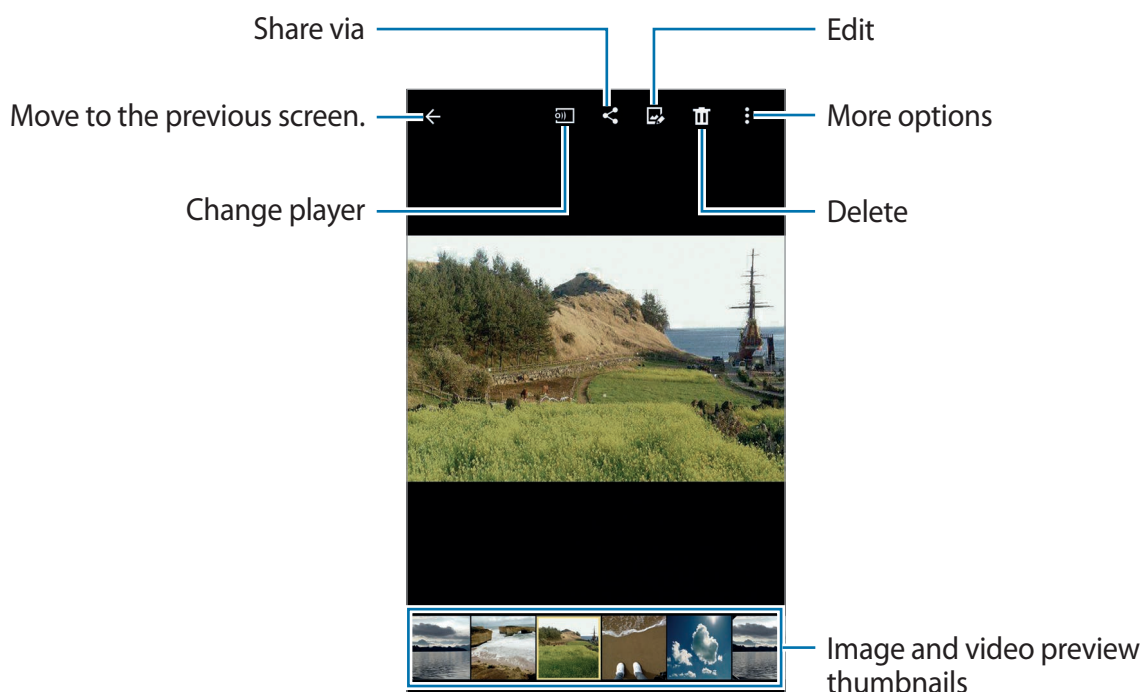 Share via
Edit
Move to the previous screen.
More options
Change player
Delete
Image and video preview
thumbnails